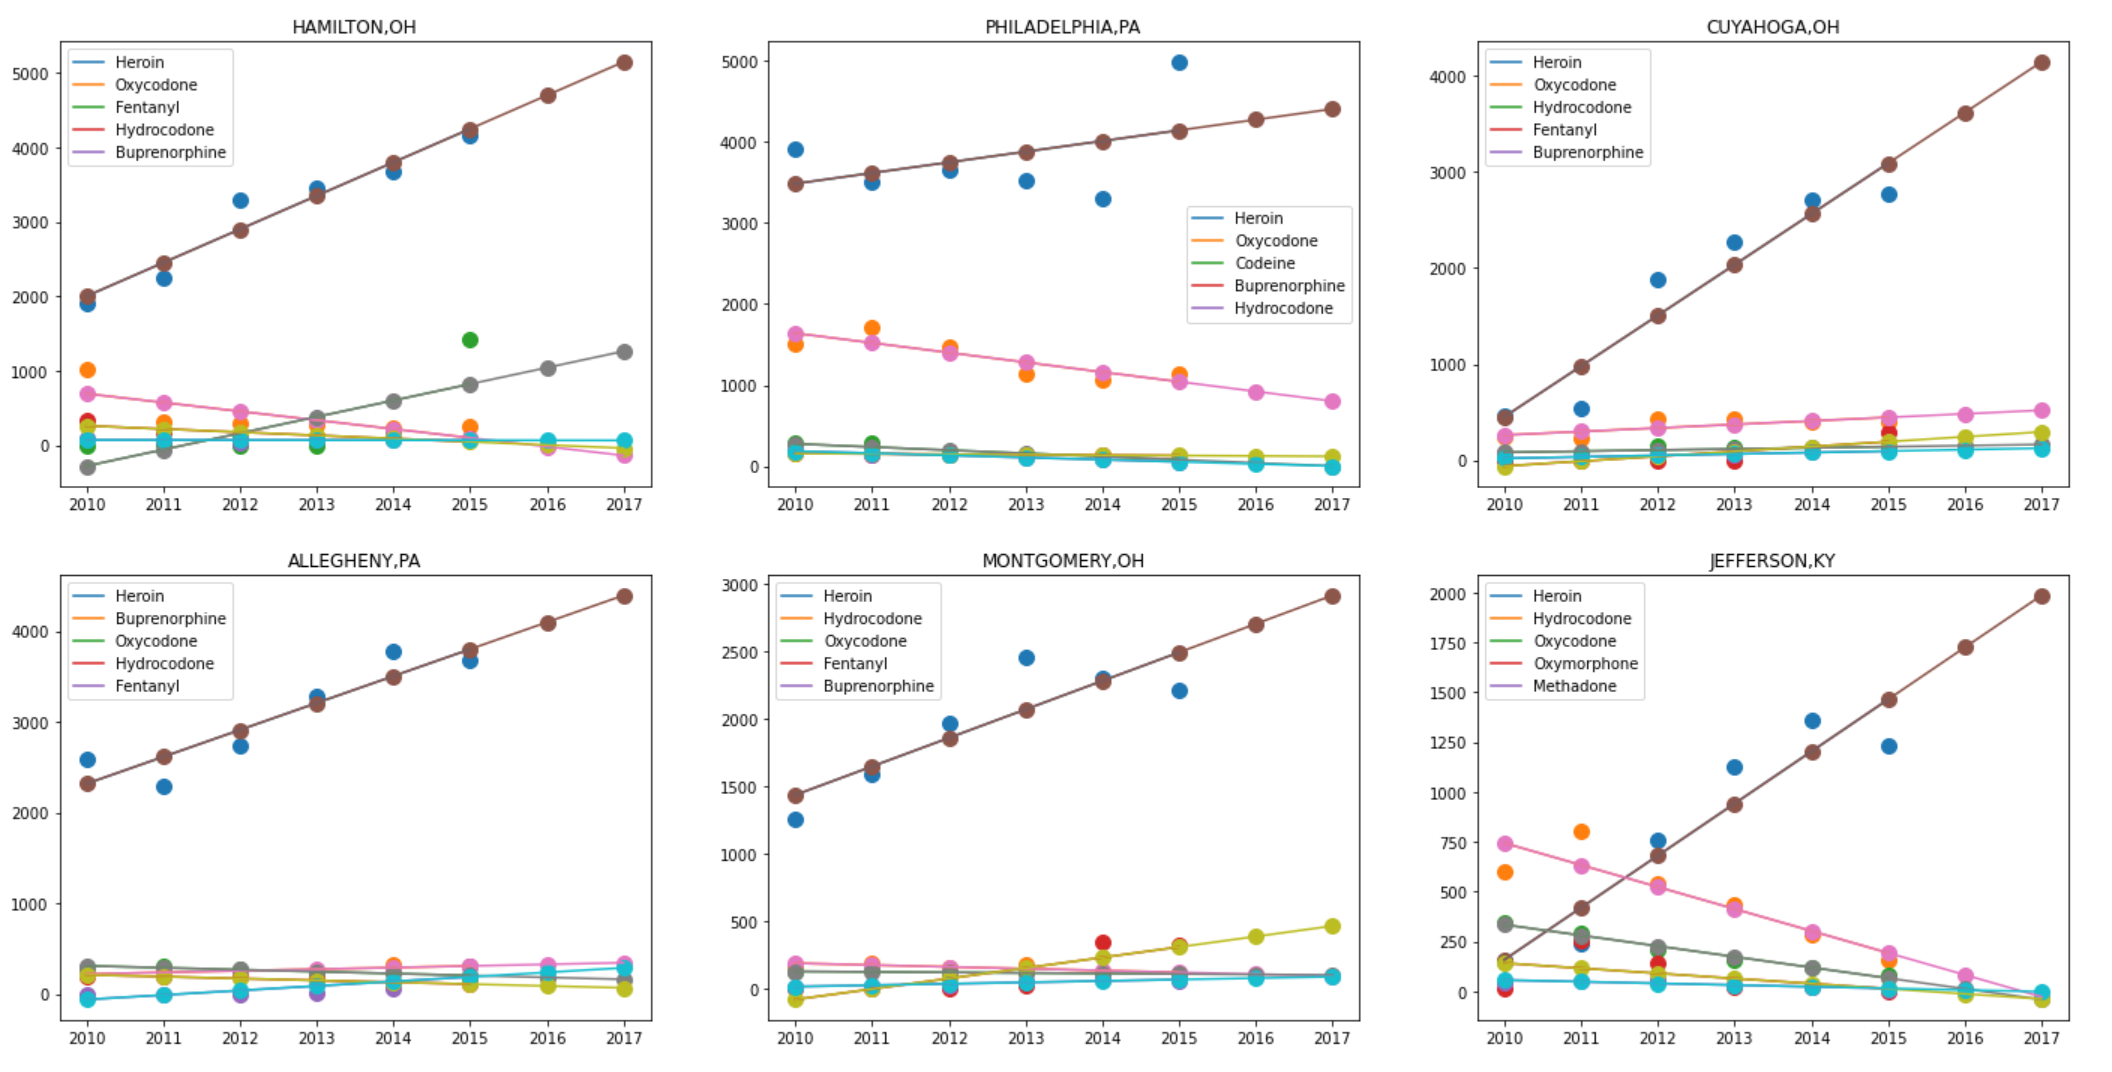 HAMILTON,OH
Heroin
Oxycodone
Fentanyl
Hydrocodone
Buprenorphine
5000
4000
3000
2000
1000
0
2010 2011 2012 2013 2014 2015 2016 2017
PHILADELPHIA,PA
Heroin
Oxycodone
Codeine
Buprenorphine
Hydrocodone
5000
4000
3000
2000
1000
0
2010 2011 2012 2013 2014 2015 2016 2017
CUYAHOGA,OH
Heroin
Oxycodone
Hydrocodone
Fentanyl
Buprenorphine
4000
3000
2000
1000
0
2010 2011 2012 2013 2014 2015 2016 2017
ALLEGHENY,PA
Heroin
Buprenorphine
Oxycodone
Hydrocodone
Fentanyl
4000
3000
2000
1000
0
2010 2011 2012 2013 2014 2015 2016 2017
MONTGOMERY,OH
Heroin
Hydrocodone
Oxycodone
Fentanyl
Buprenorphine
3000
2500
2000
1500
1000
500
0
2010 2011 2012 2013 2014 2015 2016 2017
JEFFERSON,KY
Heroin
Hydrocodone
Oxycodone
Oxymorphone
Methadone
2000
1750
1500
1250
1000
750
500
250
0
2010 2011 2012 2013 2014 2015 2016 2017